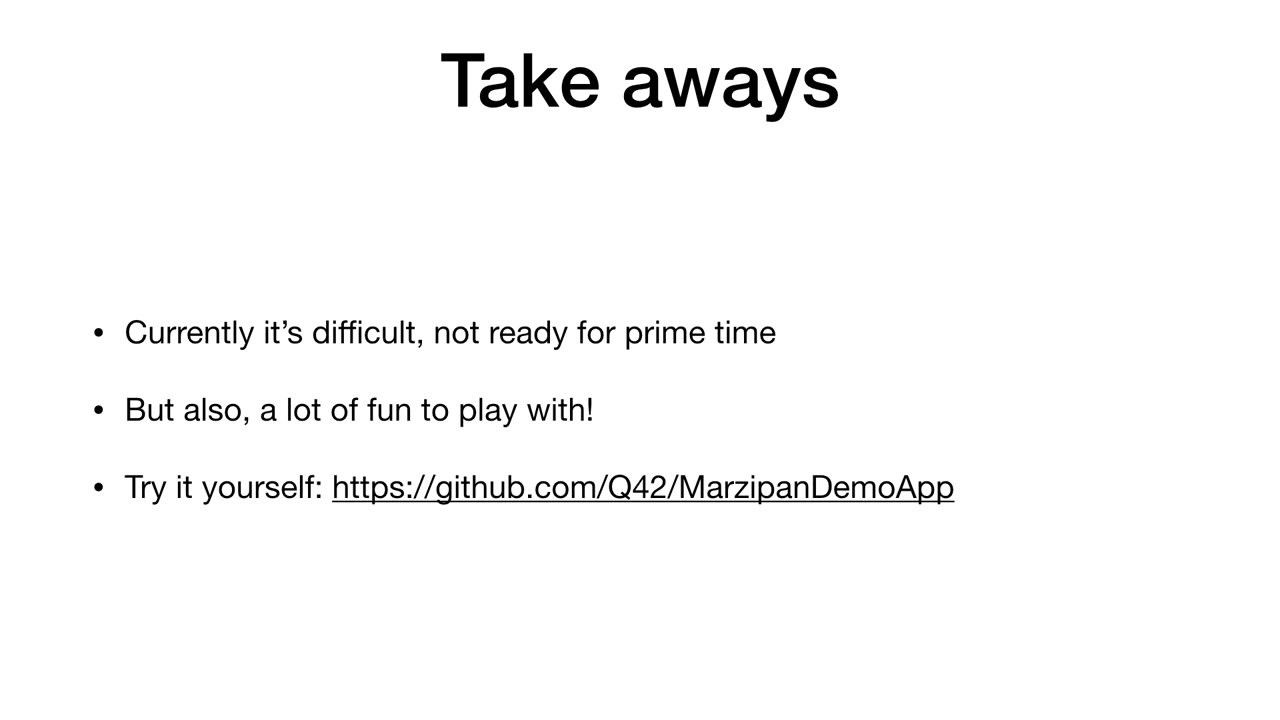 Take aways
• Currently it’s difficult, not ready for prime time
• But also, a lot of fun to play with!
• Try it yourself: https://github.com/Q42/MarzipanDemoApp